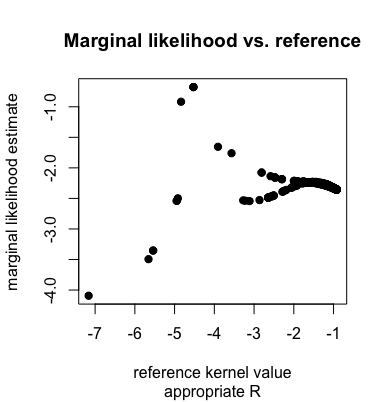 Marginal likelihood vs. reference
marginal likelihood estimate
-1.0
-2.0
-3.0
-4.0
-7 -6 -5 -4 -3 -2 -1
reference kernel value
appropriate R